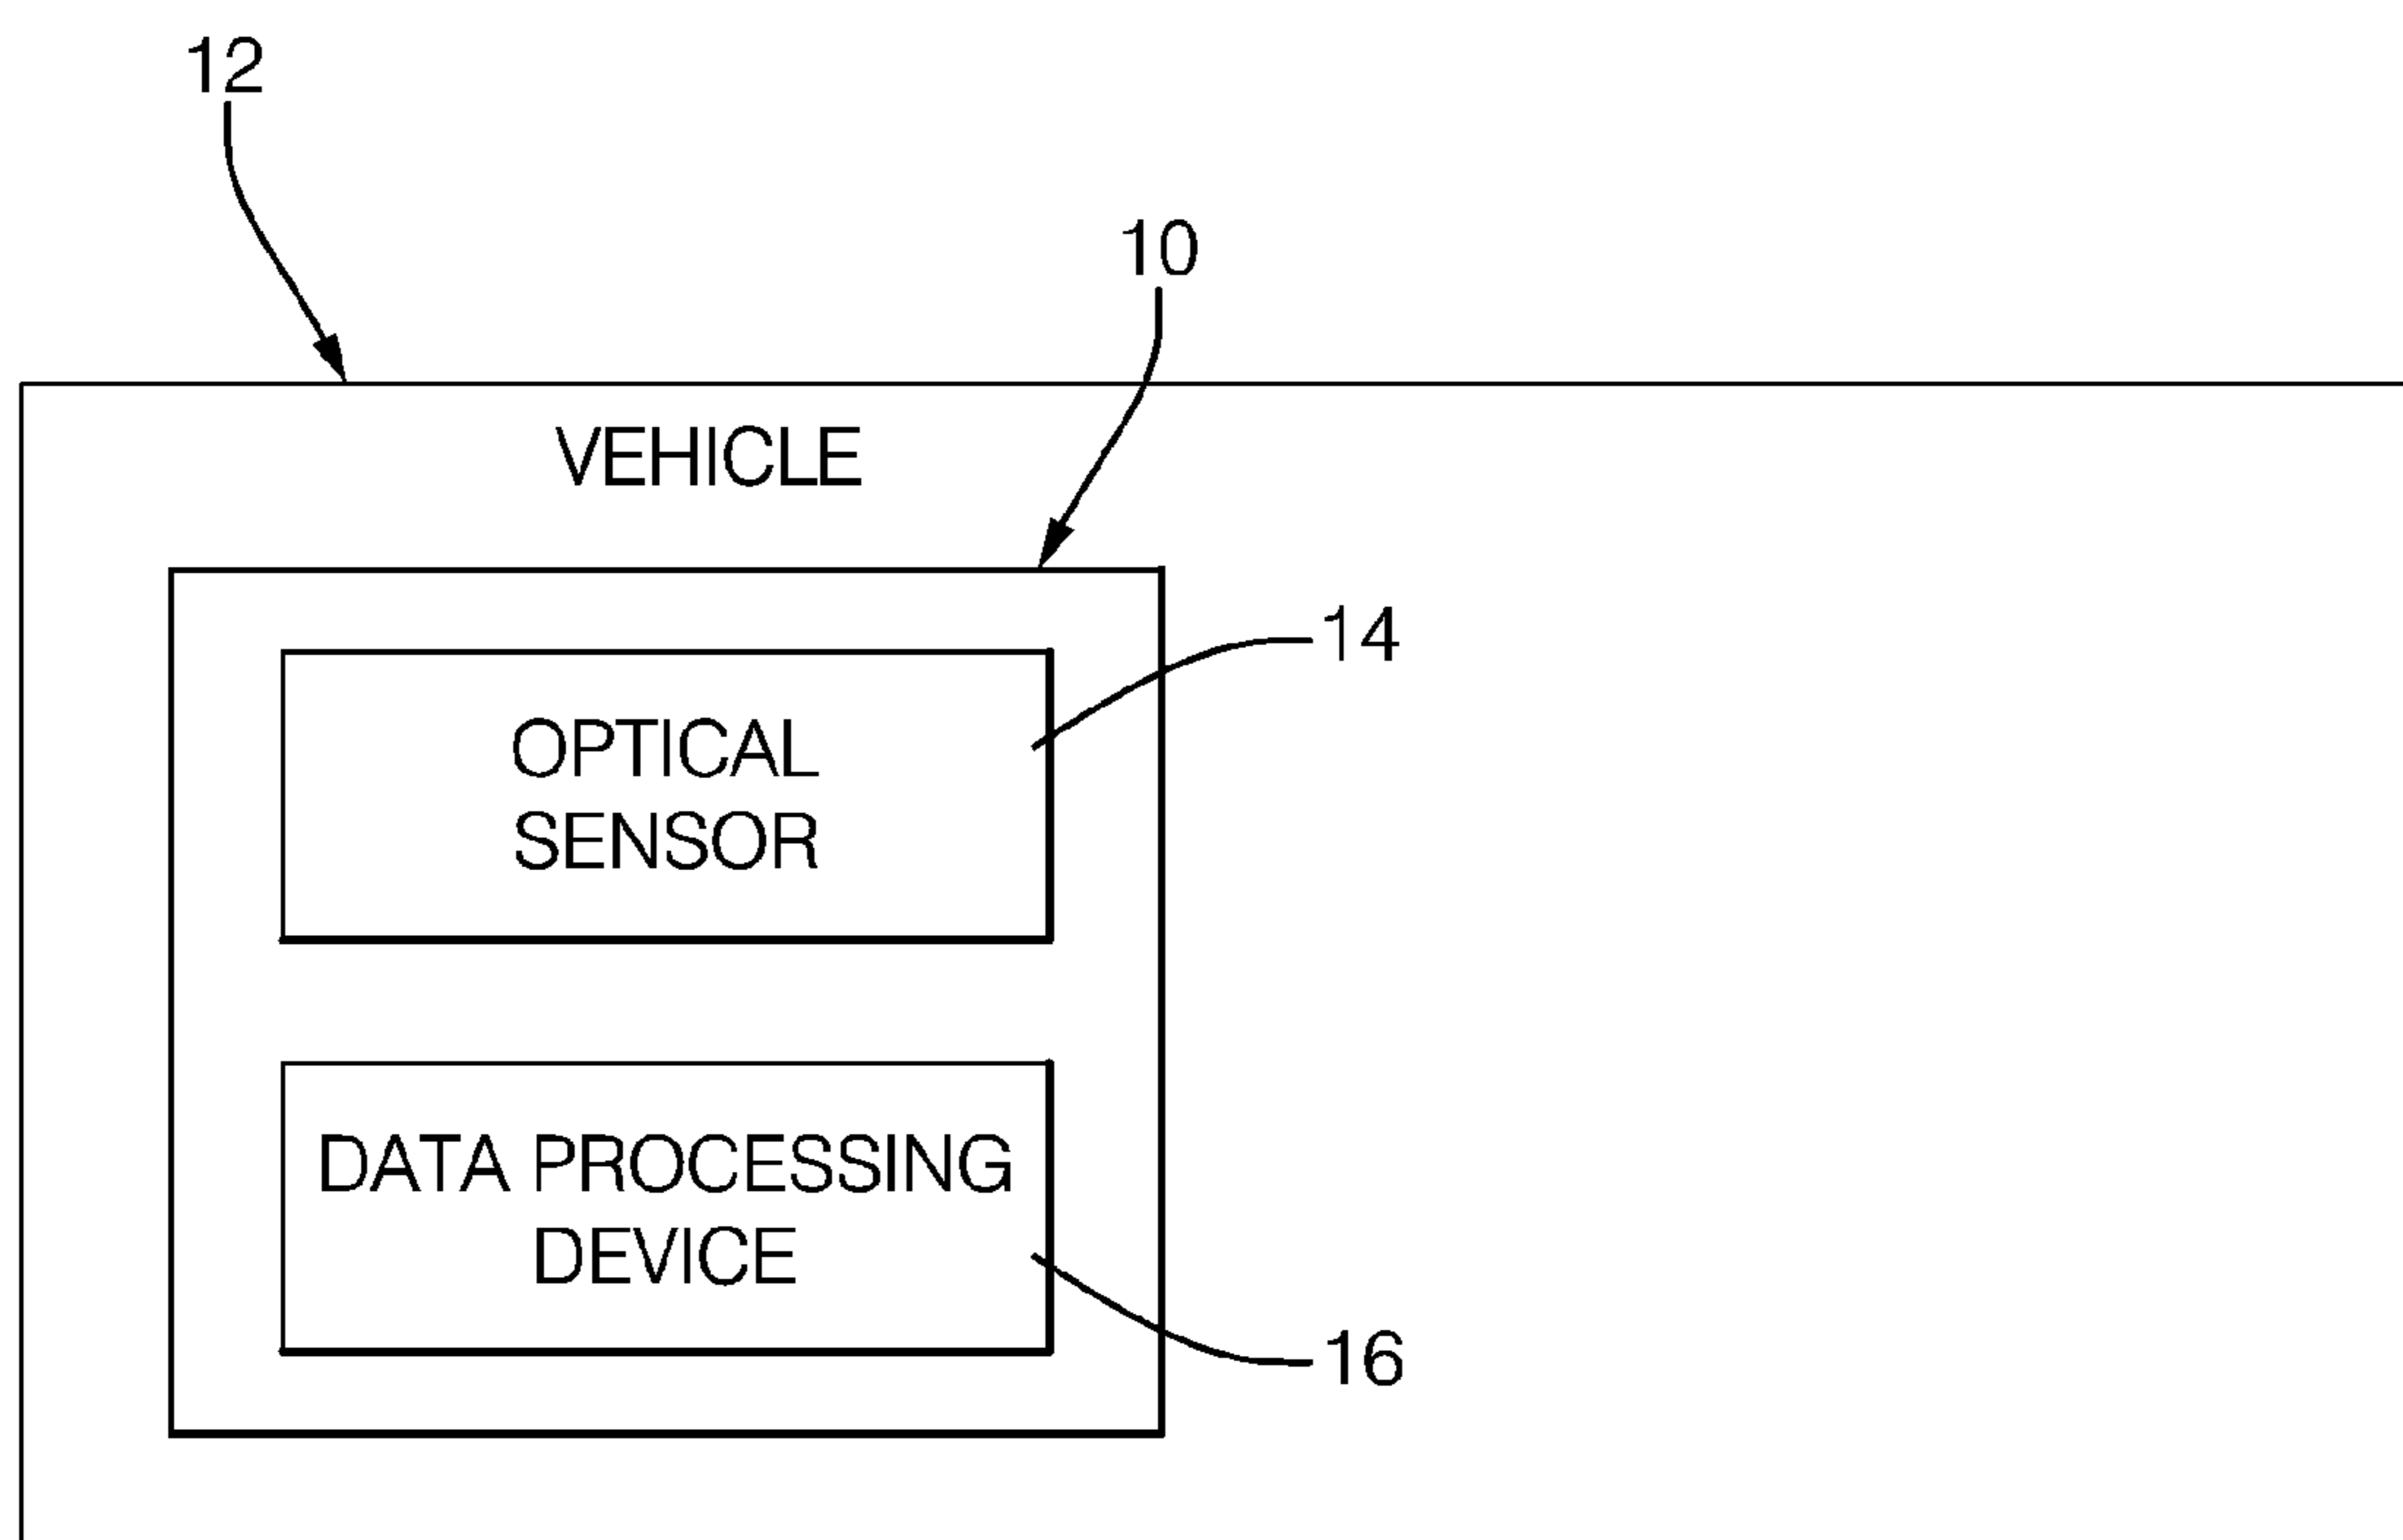 12
10
VEHICLE
14
OPTICAL
SENSOR
DATA PROCESSING
DEVICE
16